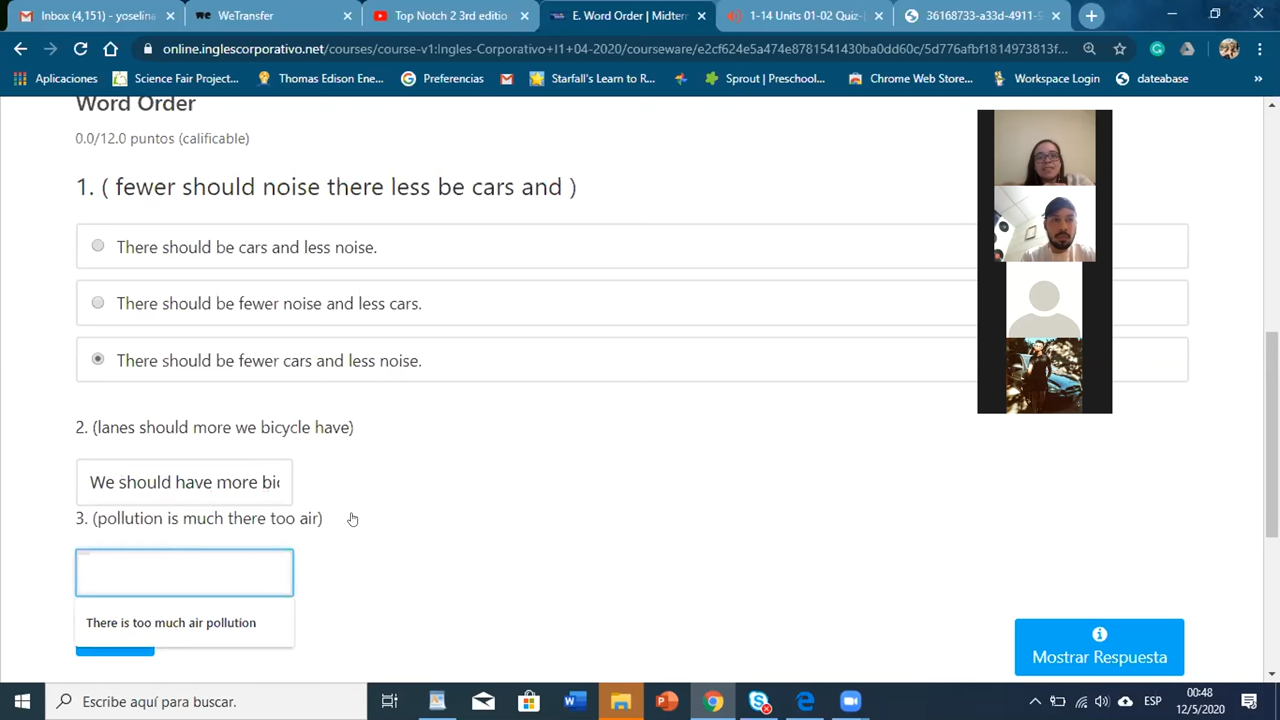 Inbox (4,151) - yoselina
WeTransfer
Top Notch 2 3rd editio
E. Word Order | Midterm
1-14 Units 01-02 Quiz-
36168733-a33d-4911-9
online.inglescorporativo.net/courses/course-v1:Ingles-Corporativo+I1+04-2020/courseware/e2cf624e5a474e8781541430ba0dd60c/5d776afbf1814973813f...
Aplicaciones
Science Fair Project...
Thomas Edison Ene...
Preferencias
Starfall's Learn to R...
Sprout | Preschool...
Chrome Web Store...
Workspace Login
dateabase
»
Word Order
0.0/12.0 puntos (calificable)
1. ( fewer should noise there less be cars and )
There should be cars and less noise.
There should be fewer noise and less cars.
There should be fewer cars and less noise.
2. (lanes should more we bicycle have)
We should have more bic
3. (pollution is much there too air)
There is too much air pollution
Mostrar Respuesta
Escribe aquí para buscar.
ESP
00:48
12/5/2020